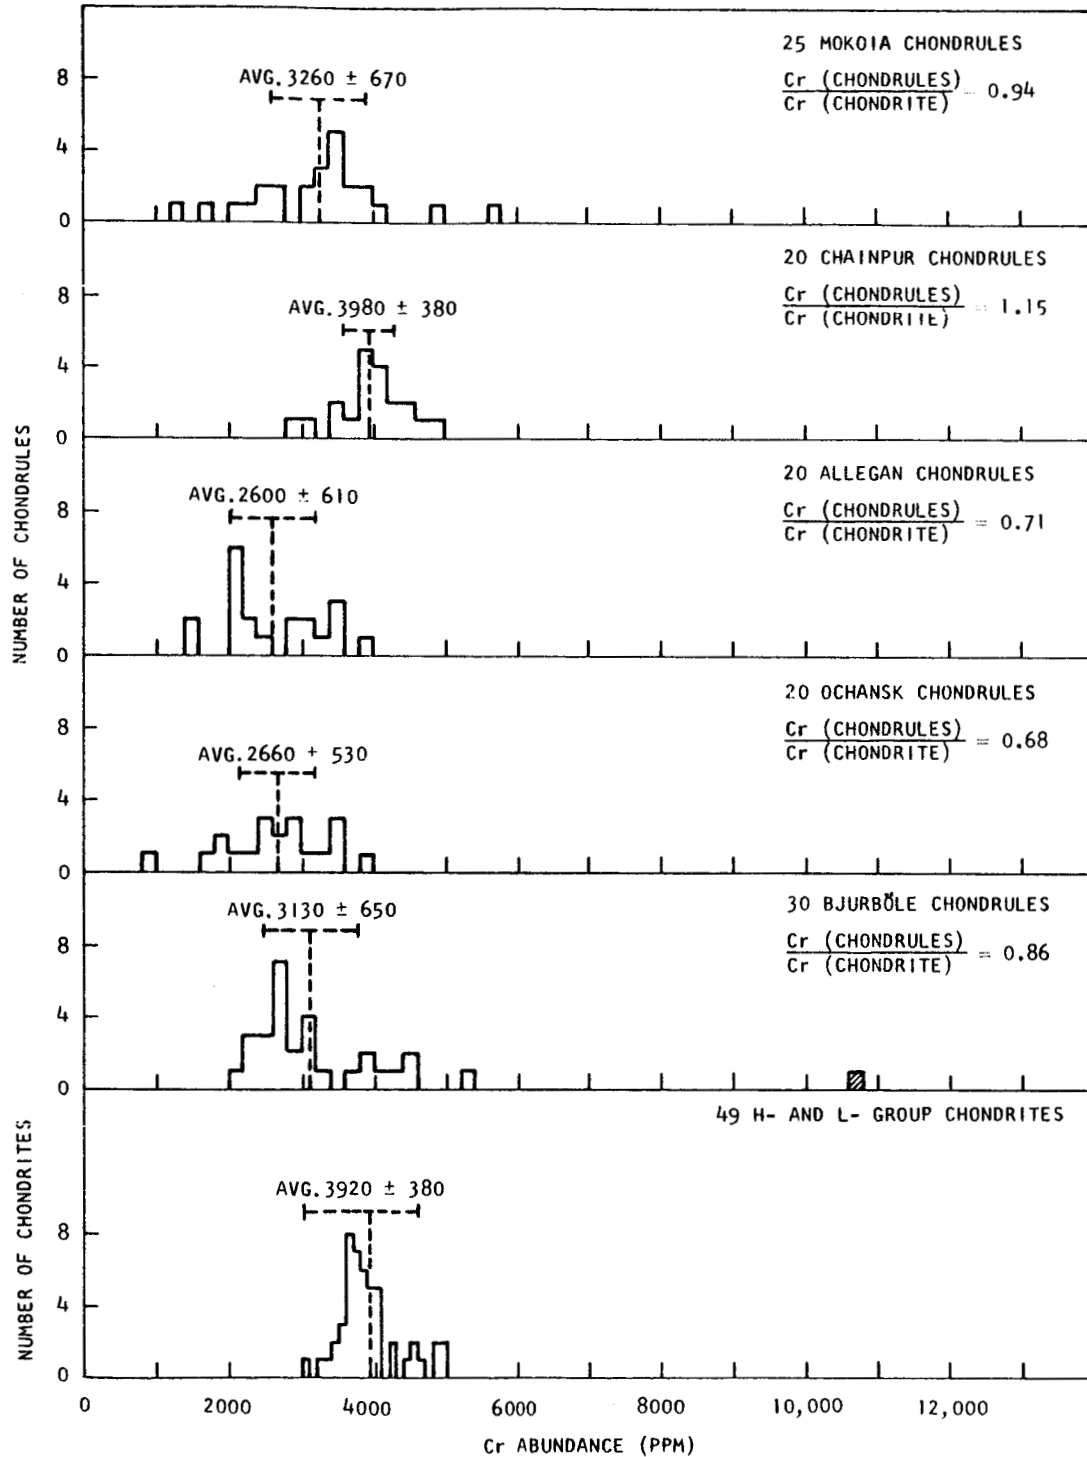 25 MOKOIA CHONDRULES
AVG. 3260 ± 670
Cr (CHONDRULES)
Cr (CHONDRITE) = 0.94
8
4
0
20 CHAINPUR CHONDRULES
AVG. 3980 ± 380
Cr (CHONDRULES)
Cr (CHONDRITE) = 1.15
8
4
0
20 ALLEGAN CHONDRULES
AVG. 2600 ± 610
Cr (CHONDRULES)
Cr (CHONDRITE) = 0.71
8
4
0
NUMBER OF CHONDRULES
20 OCHANSK CHONDRULES
AVG. 2660 + 530
Cr (CHONDRULES)
Cr (CHONDRITE) = 0.68
8
4
0
30 BJURBÖLE CHONDRULES
AVG. 3130 ± 650
Cr (CHONDRULES)
Cr (CHONDRITE) = 0.86
8
4
0
49 H- AND L- GROUP CHONDRITES
AVG. 3920 ± 380
8
4
0
NUMBER OF CHONDRITES
0 2000 4000 6000 8000 10,000 12,000
Cr ABUNDANCE (PPM)